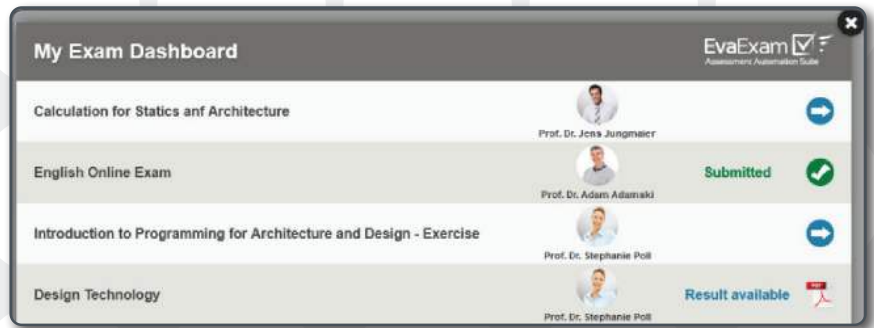 My Exam Dashboard
EvaExam
Assessment Automation Suite
Calculation for Statics anf Architecture
Prof. Dr. Jens Jungmaier
English Online Exam
Prof. Dr. Adam Adamski
Submitted
Introduction to Programming for Architecture and Design - Exercise
Prof. Dr. Stephanie Poll
Design Technology
Prof. Dr. Stephanie Poll
Result available
PDF